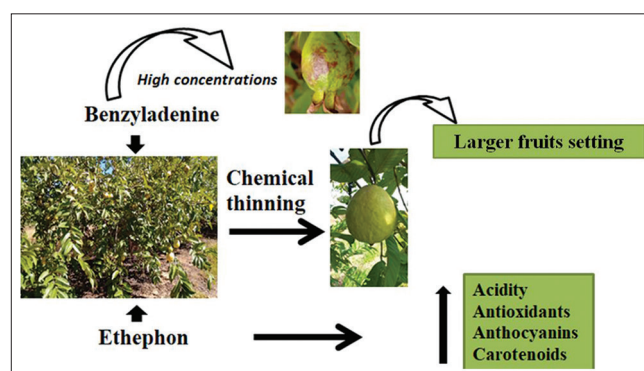 High concentrations
Benzyladenine
Larger fruits setting
Chemical
thinning
Ethephon
Acidity
Antioxidants
Anthocyanins
Carotenoids